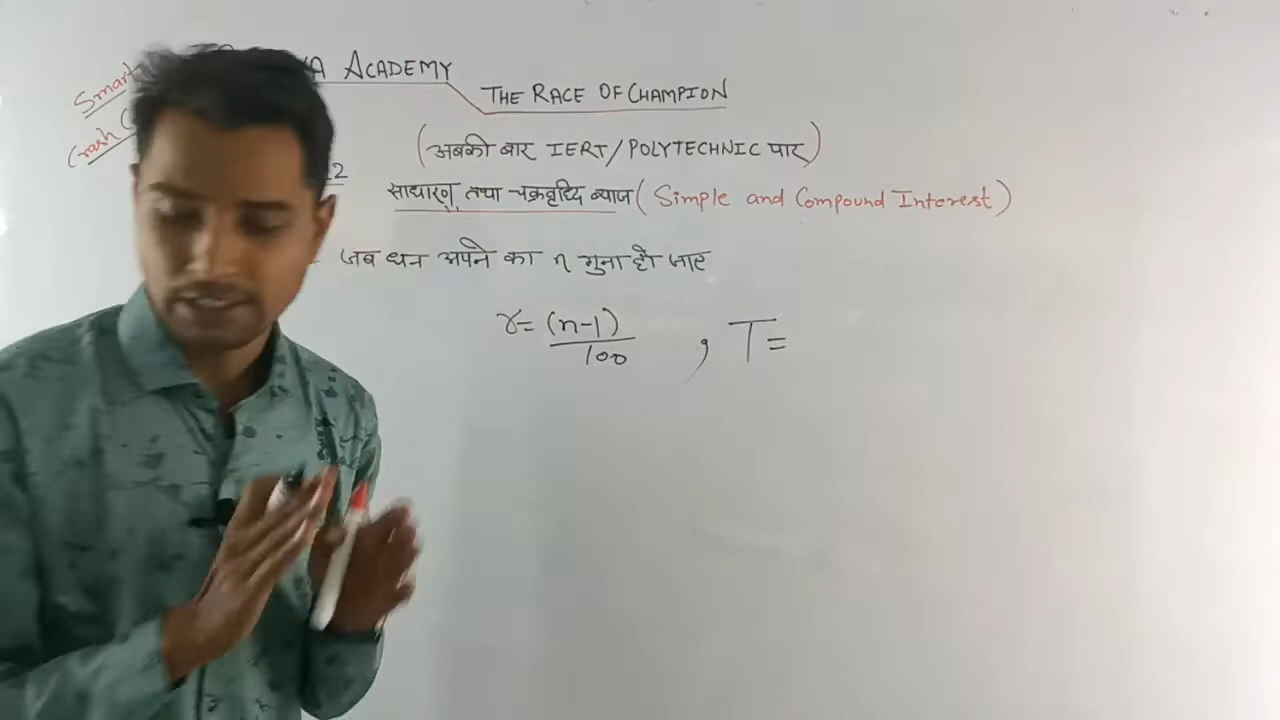 Smart
ACADEMY
THE RACE OF CHAMPION
(अबकी बार IERT/POLYTECHNIC पार)
साधारण तथा चक्रवृद्धि ब्याज (Simple and Compound Interest)
जब धन अपने का n गुना हो जाए
r= (n-1)/100 , T=